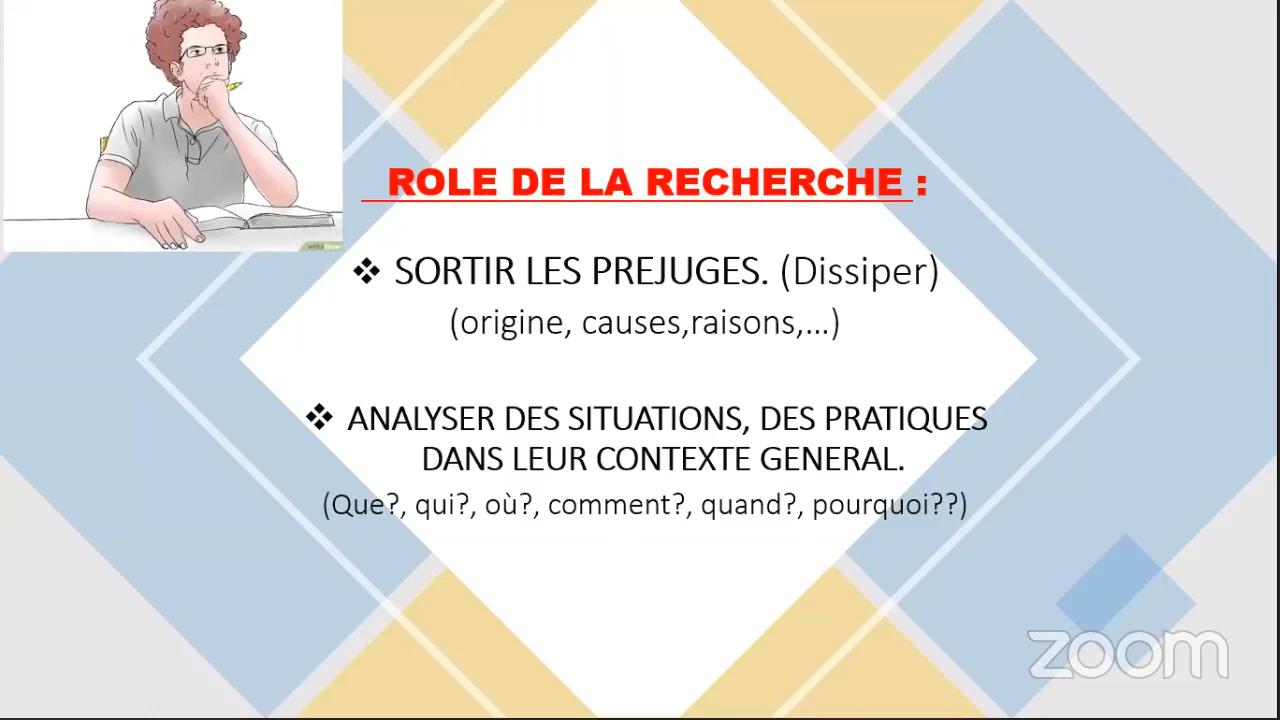 ROLE DE LA RECHERCHE :
❖ SORTIR LES PREJUGES. (Dissiper)
(origine, causes,raisons,...)
❖ ANALYSER DES SITUATIONS, DES PRATIQUES
DANS LEUR CONTEXTE GENERAL.
(Que?, qui?, où?, comment?, quand?, pourquoi??)
wikiHow
zoom